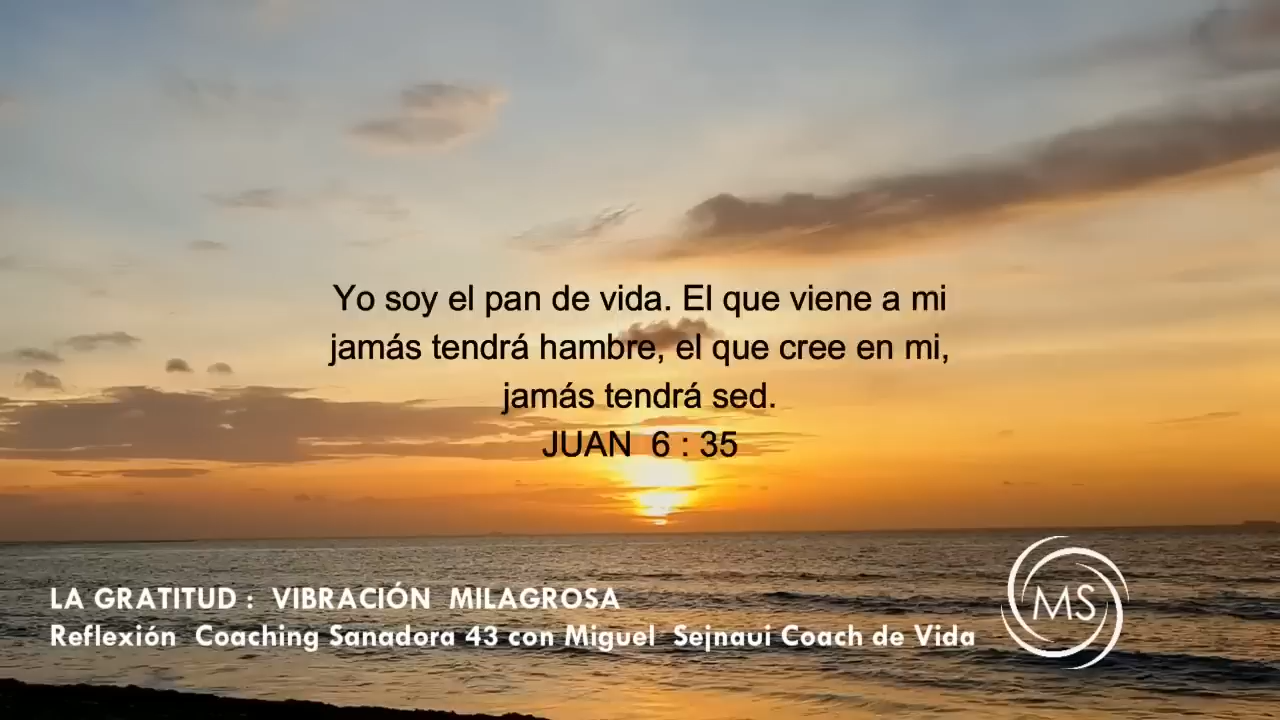 Yo soy el pan de vida. El que viene a mi
jamás tendrá hambre, el que cree en mi,
jamás tendrá sed.
JUAN 6 : 35
LA GRATITUD : VIBRACIÓN MILAGROSA
Reflexión Coaching Sanadora 43 con Miguel Sejnaui Coach de Vida
MS